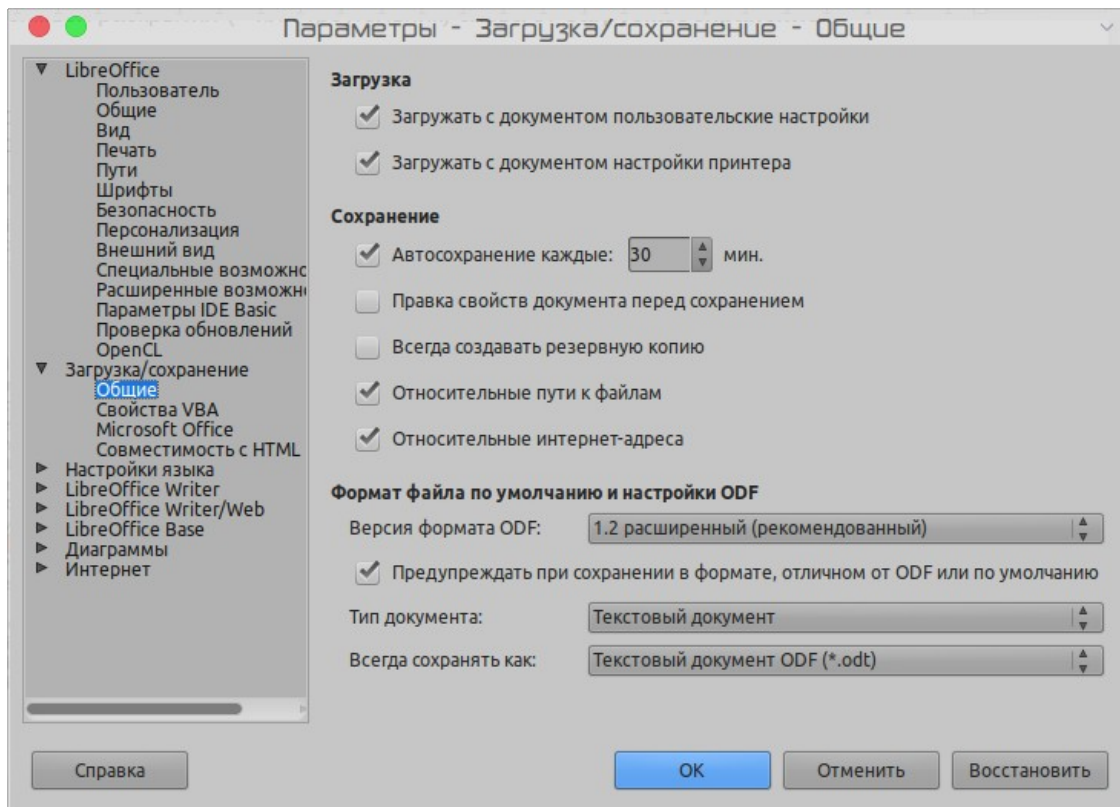 Параметры - Загрузка/сохранение - Общие
LibreOffice
Пользователь
Общие
Вид
Печать
Пути
Шрифты
Безопасность
Персонализация
Внешний вид
Специальные возможно
Расширенные возможн
Параметры IDE Basic
Проверка обновлений
OpenCL
Загрузка/сохранение
Общие
Свойства VBA
Microsoft Office
Совместимость с HTML
Настройки языка
LibreOffice Writer
LibreOffice Writer/Web
LibreOffice Base
Диаграммы
Интернет
Загрузка
Загружать с документом пользовательские настройки
Загружать с документом настройки принтера
Сохранение
Автосохранение каждые: 30 мин.
Правка свойств документа перед сохранением
Всегда создавать резервную копию
Относительные пути к файлам
Относительные интернет-адреса
Формат файла по умолчанию и настройки ODF
Версия формата ODF: 1.2 расширенный (рекомендованный)
Предупреждать при сохранении в формате, отличном от ODF или по умолчанию
Тип документа: Текстовый документ
Всегда сохранять как: Текстовый документ ODF (*.odt)
Справка
OK
Отменить
Восстановить